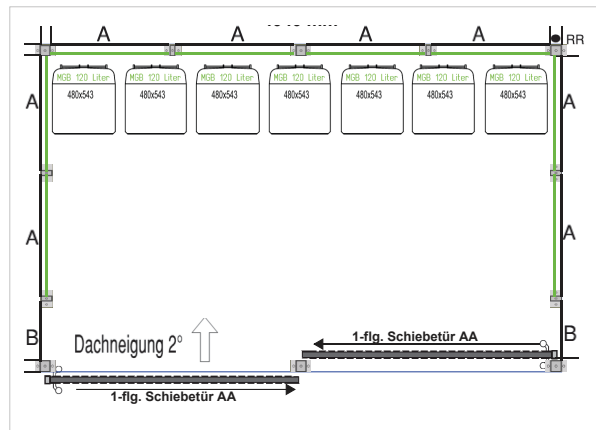 A A A A
RR
MGB 120 Liter MGB 120 Liter MGB 120 Liter MGB 120 Liter MGB 120 Liter MGB 120 Liter MGB 120 Liter
480x543 480x543 480x543 480x543 480x543 480x543 480x543
A A
A A
B Dachneigung 2° 1-flg. Schiebetür AA B
1-flg. Schiebetür AA